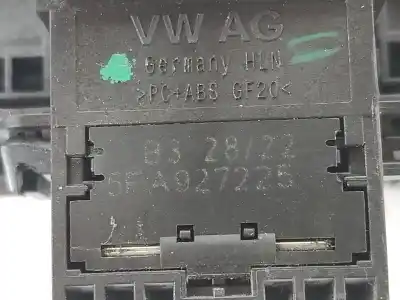 VW AG
Germany HLN
>PC+ABS GF20<
B3 28/22
5FA927225